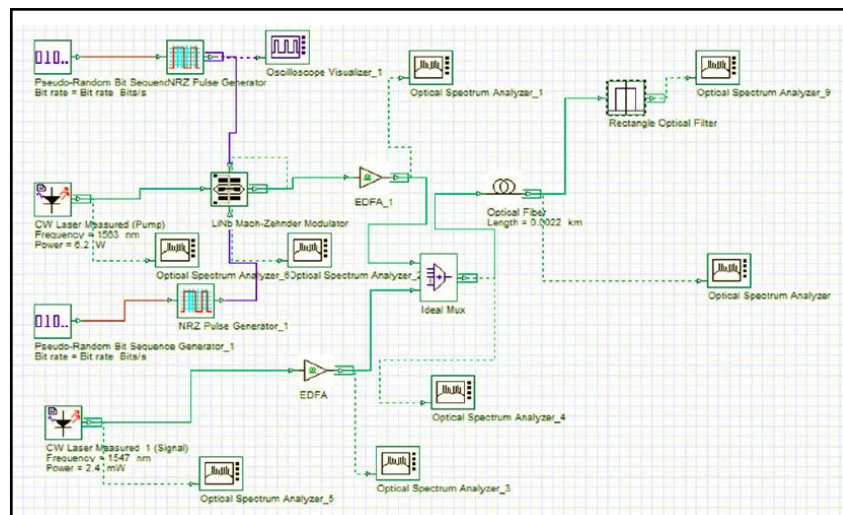 010..
Pseudo-Random Bit Sequenc
NRZ Pulse Generator
Bit rate = Bit rate Bits/s
Oscilloscope Visualizer_1
Optical Spectrum Analyzer_1
Rectangle Optical Filter
Optical Spectrum Analyzer_9
CW Laser Measured (Pump)
Frequency = 1563 nm
Power = 6.2 W
LiNb Mach-Zehnder Modulator
EDFA_1
Optical Fiber
Length = 0.0022 km
Optical Spectrum Analyzer_6
Optical Spectrum Analyzer_2
Ideal Mux
Optical Spectrum Analyzer
010..
Pseudo-Random Bit Sequence Generator_1
Bit rate = Bit rate Bits/s
NRZ Pulse Generator_1
EDFA
Optical Spectrum Analyzer_4
CW Laser Measured 1 (Signal)
Frequency = 1547 nm
Power = 2.4 mW
Optical Spectrum Analyzer_5
Optical Spectrum Analyzer_3